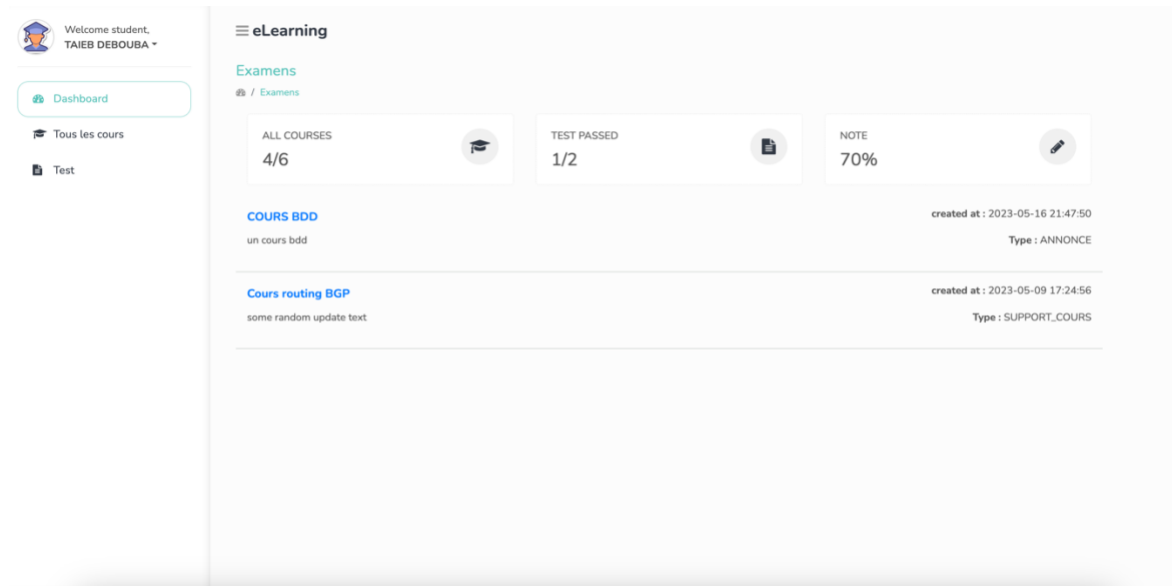 Welcome student,
TAIEB DEBOUBA
Dashboard
Tous les cours
Test
eLearning
Examens
/ Examens
ALL COURSES
4/6
TEST PASSED
1/2
NOTE
70%
COURS BDD
created at : 2023-05-16 21:47:50
un cours bdd
Type : ANNONCE
Cours routing BGP
created at : 2023-05-09 17:24:56
some random update text
Type : SUPPORT_COURS